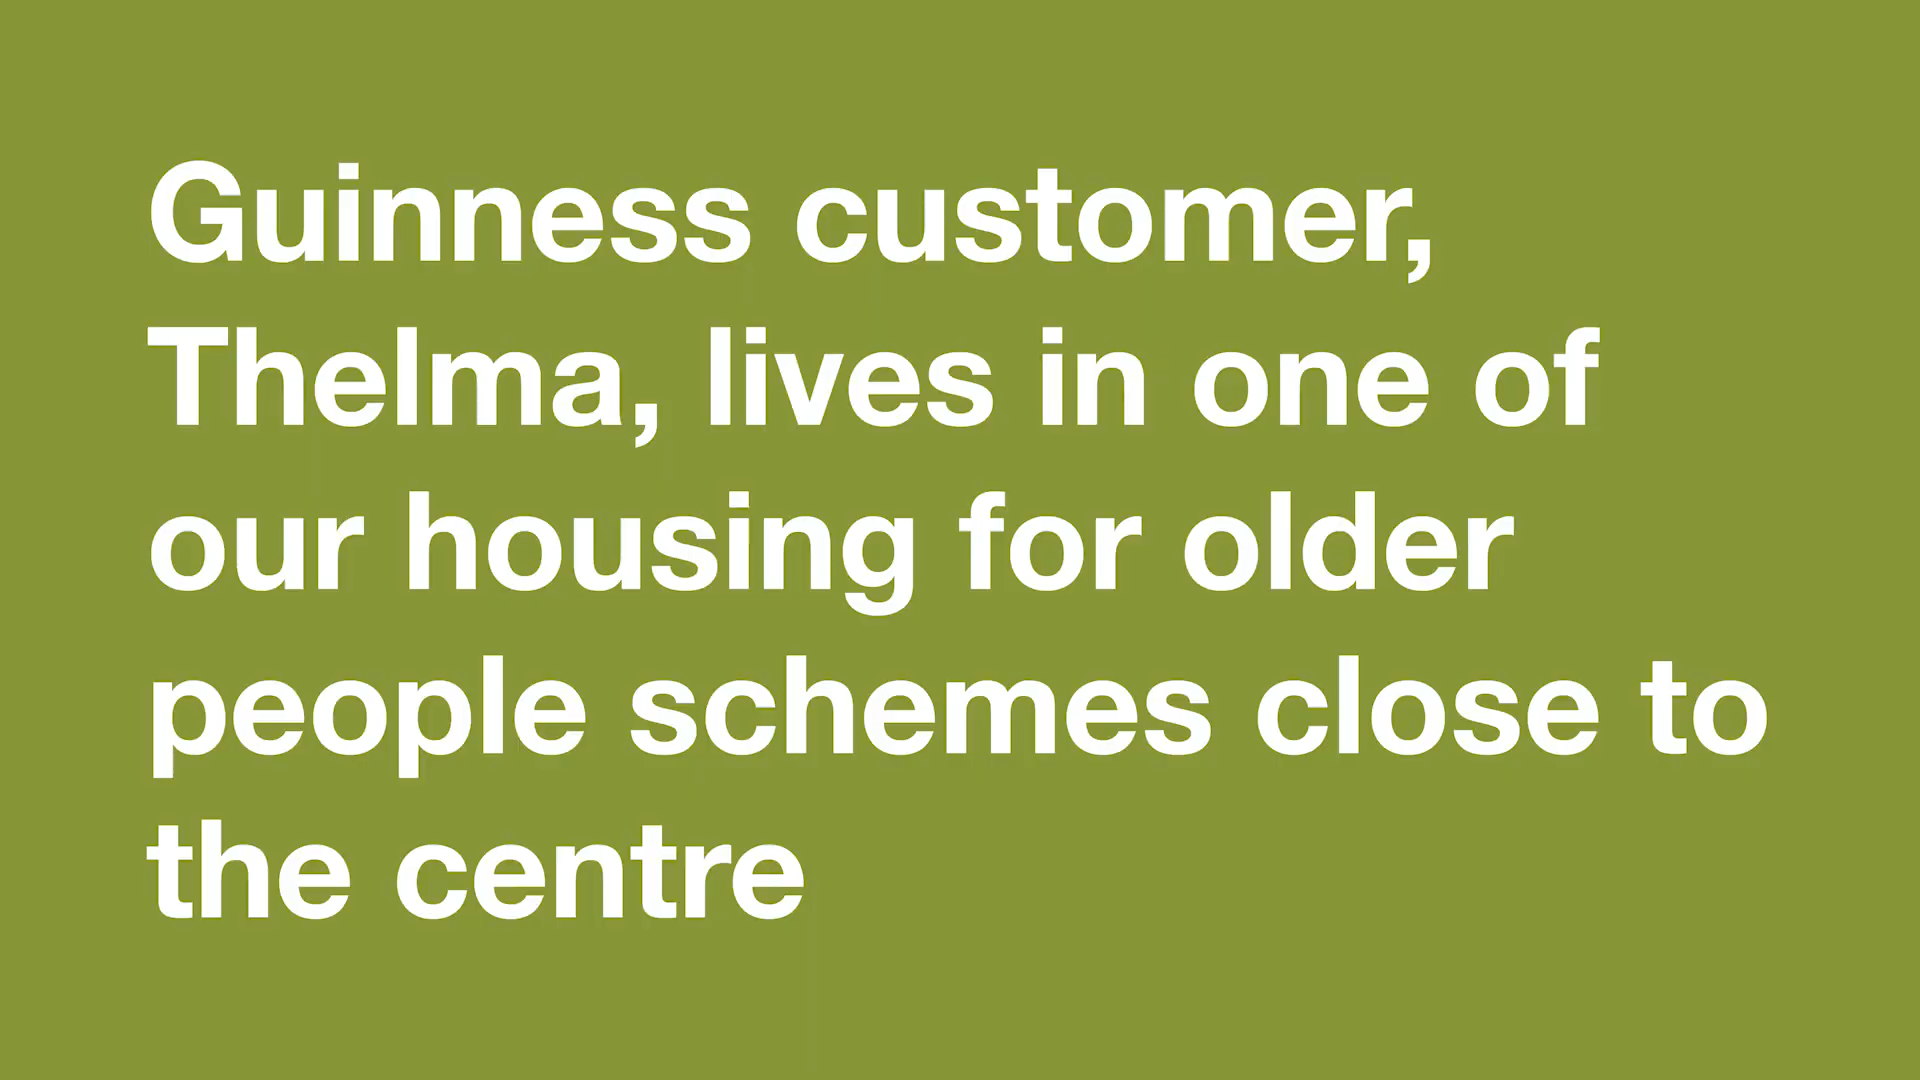 Guinness customer,
Thelma, lives in one of
our housing for older
people schemes close to
the centre